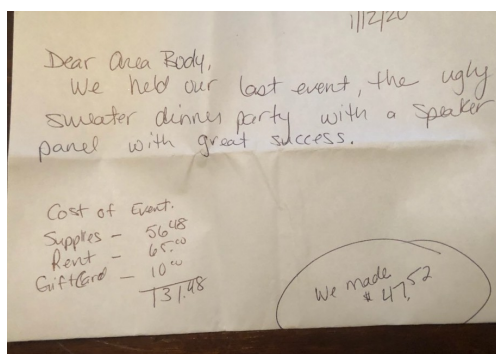 1/12/20
Dear Area Body,
We held our last event, the ugly
sweater dinner party with a speaker
panel with great success.
Cost of Event.
Supplies - 56.48
Rent - 65.00
Gift Card - 10.00
131.48
We made
$47.52